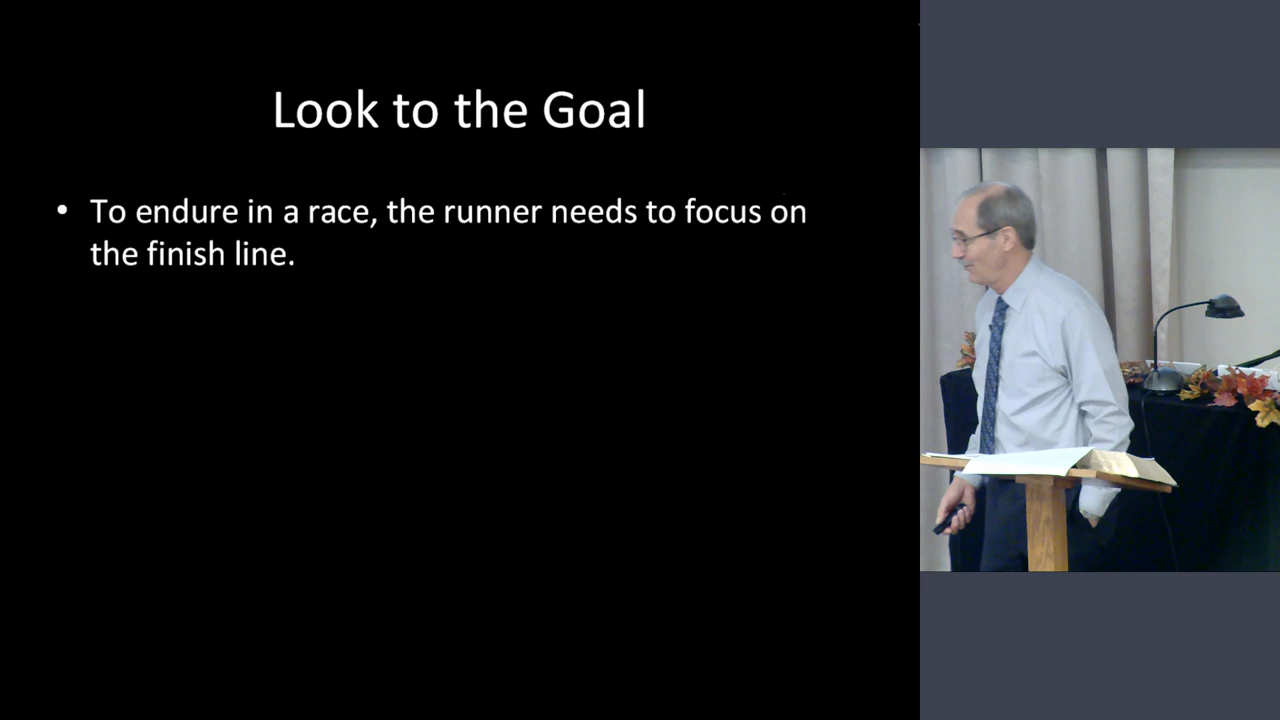 Look to the Goal
• To endure in a race, the runner needs to focus on
the finish line.